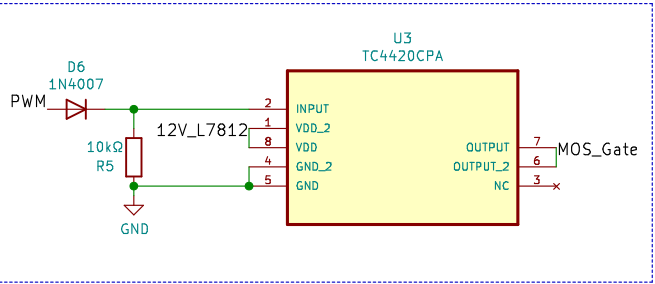 U3
TC4420CPA
D6
1N4007
PWM
2 INPUT
12V_L7812 1 VDD_2
8 VDD
10kΩ
R5
4 GND_2
5 GND
OUTPUT 7
MOS_Gate
OUTPUT_2 6
NC 3
GND